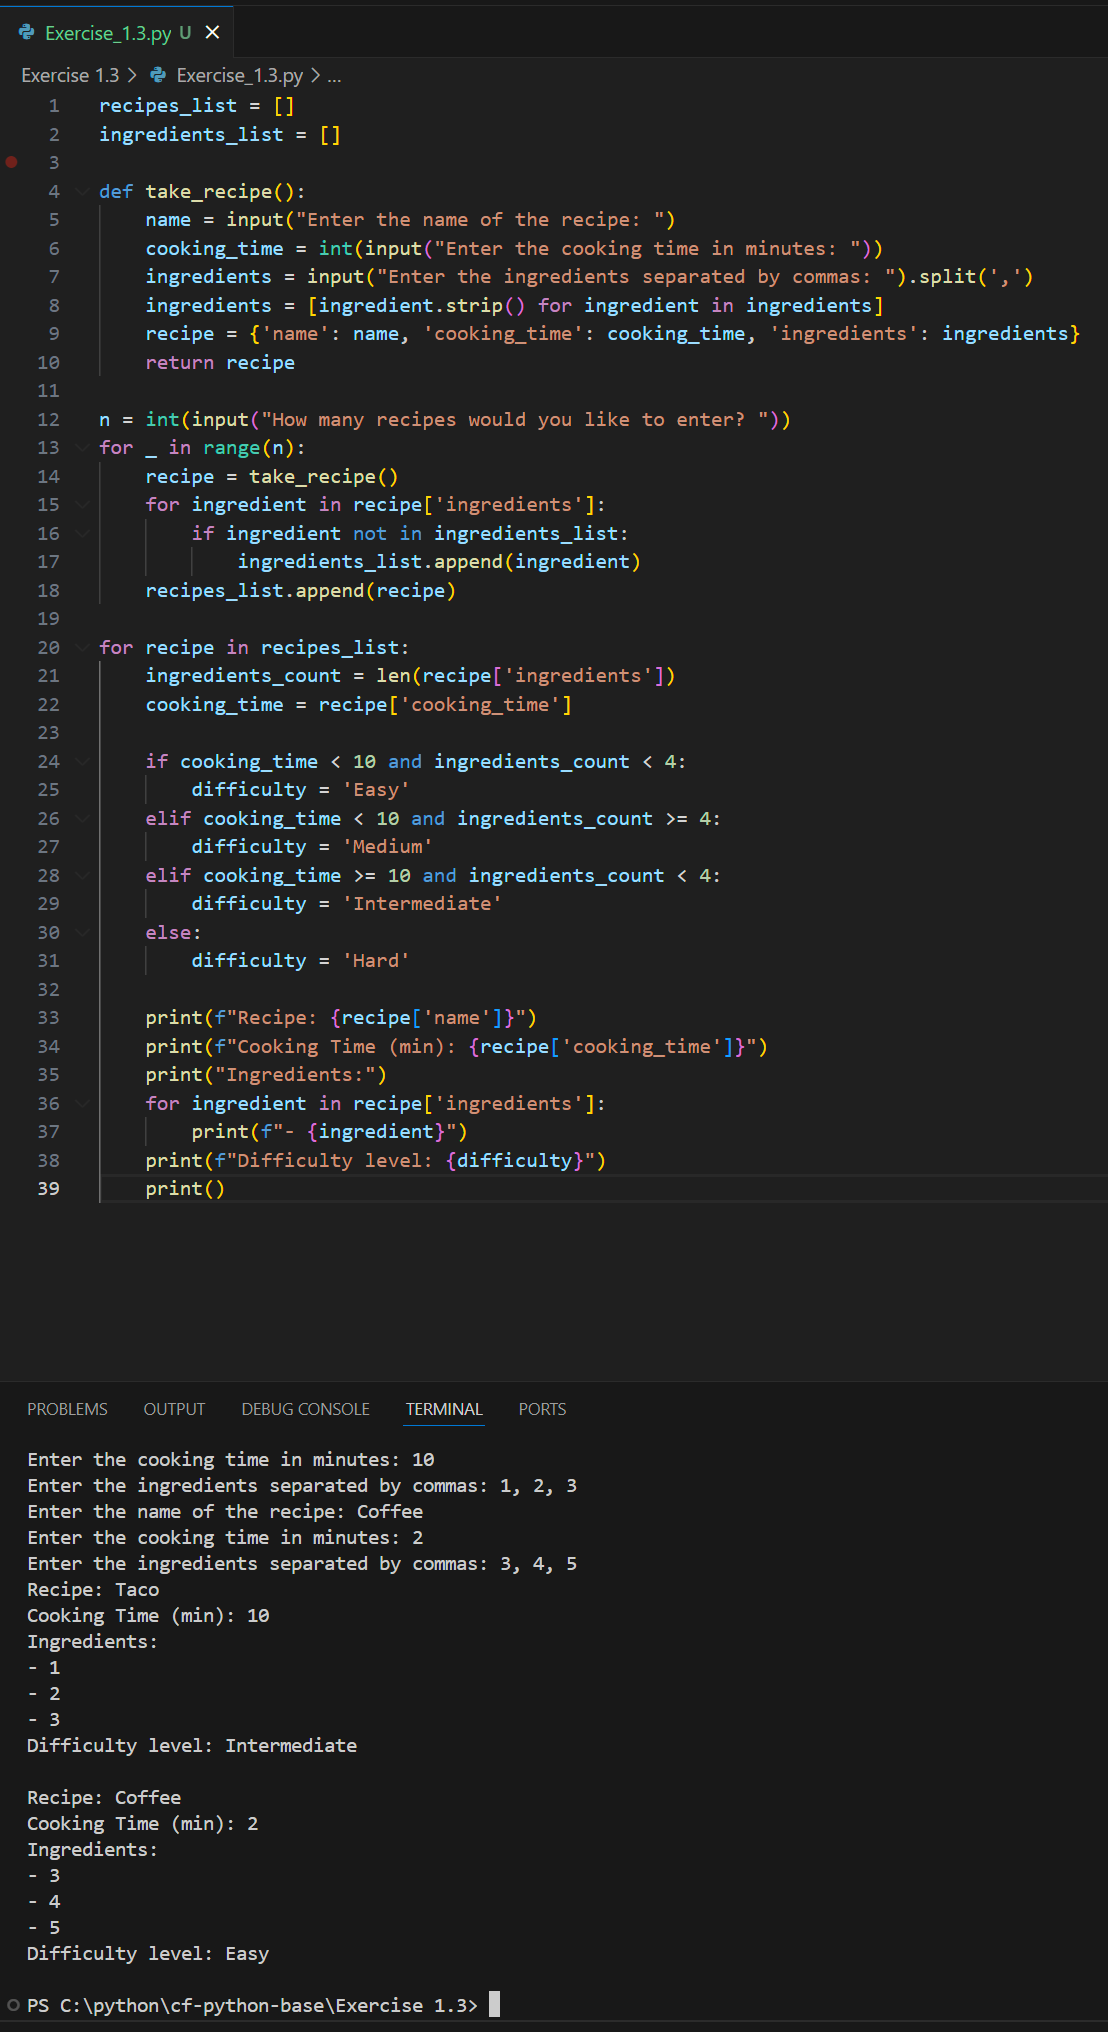 Exercise_1.3.py U ×
Exercise 1.3 > Exercise_1.3.py > ...
1 recipes_list = []
2 ingredients_list = []
3
4 def take_recipe():
5     name = input("Enter the name of the recipe: ")
6     cooking_time = int(input("Enter the cooking time in minutes: "))
7     ingredients = input("Enter the ingredients separated by commas: ").split(',')
8     ingredients = [ingredient.strip() for ingredient in ingredients]
9     recipe = {'name': name, 'cooking_time': cooking_time, 'ingredients': ingredients}
10     return recipe
11
12 n = int(input("How many recipes would you like to enter? "))
13 for _ in range(n):
14     recipe = take_recipe()
15     for ingredient in recipe['ingredients']:
16         if ingredient not in ingredients_list:
17             ingredients_list.append(ingredient)
18     recipes_list.append(recipe)
19
20 for recipe in recipes_list:
21     ingredients_count = len(recipe['ingredients'])
22     cooking_time = recipe['cooking_time']
23
24     if cooking_time < 10 and ingredients_count < 4:
25         difficulty = 'Easy'
26     elif cooking_time < 10 and ingredients_count >= 4:
27         difficulty = 'Medium'
28     elif cooking_time >= 10 and ingredients_count < 4:
29         difficulty = 'Intermediate'
30     else:
31         difficulty = 'Hard'
32
33     print(f"Recipe: {recipe['name']}")
34     print(f"Cooking Time (min): {recipe['cooking_time']}")
35     print("Ingredients:")
36     for ingredient in recipe['ingredients']:
37         print(f"- {ingredient}")
38     print(f"Difficulty level: {difficulty}")
39     print()
PROBLEMS OUTPUT DEBUG CONSOLE TERMINAL PORTS
Enter the cooking time in minutes: 10
Enter the ingredients separated by commas: 1, 2, 3
Enter the name of the recipe: Coffee
Enter the cooking time in minutes: 2
Enter the ingredients separated by commas: 3, 4, 5
Recipe: Taco
Cooking Time (min): 10
Ingredients:
- 1
- 2
- 3
Difficulty level: Intermediate

Recipe: Coffee
Cooking Time (min): 2
Ingredients:
- 3
- 4
- 5
Difficulty level: Easy

PS C:\python\cf-python-base\Exercise 1.3>